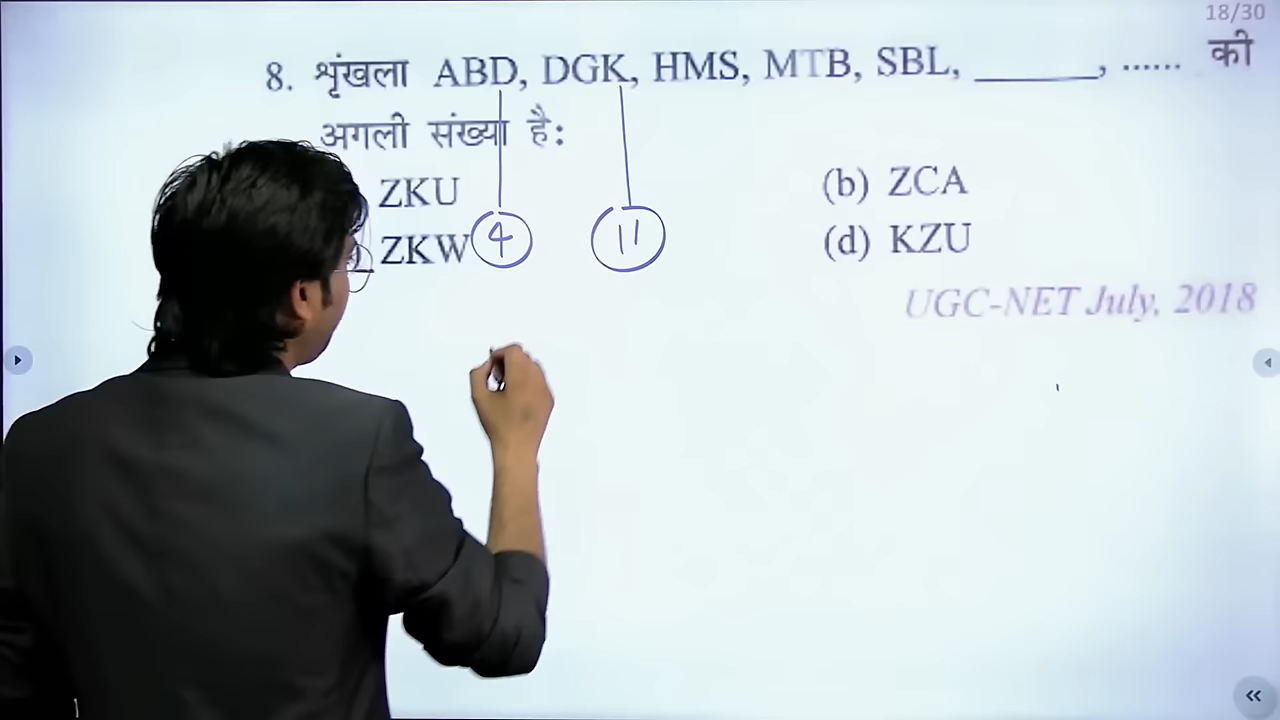 18/30
8. शृंखला ABD, DGK, HMS, MTB, SBL, ______, ...... की
अगली संख्या है:
ZKU
(b) ZCA
ZKW
(d) KZU
4
11
UGC-NET July, 2018